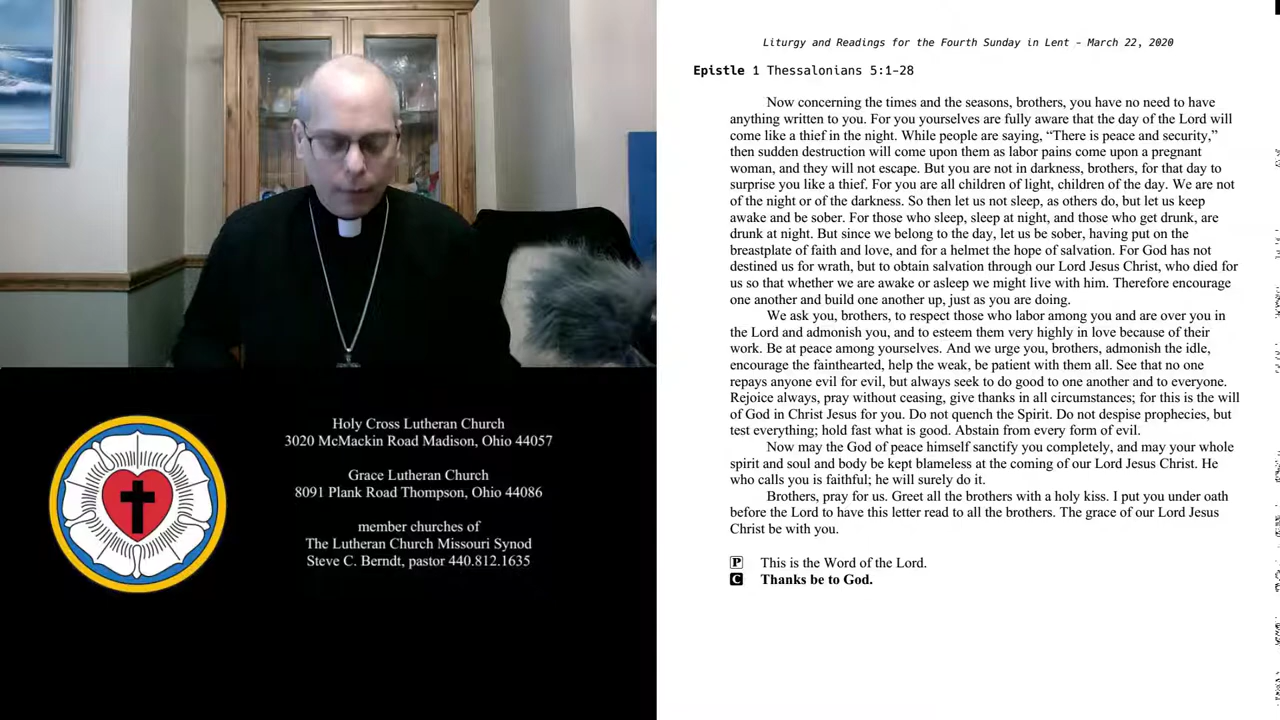 Liturgy and Readings for the Fourth Sunday in Lent - March 22, 2020
Epistle 1 Thessalonians 5:1-28
Now concerning the times and the seasons, brothers, you have no need to have
anything written to you. For you yourselves are fully aware that the day of the Lord will
come like a thief in the night. While people are saying, “There is peace and security,”
then sudden destruction will come upon them as labor pains come upon a pregnant
woman, and they will not escape. But you are not in darkness, brothers, for that day to
surprise you like a thief. For you are all children of light, children of the day. We are not
of the night or of the darkness. So then let us not sleep, as others do, but let us keep
awake and be sober. For those who sleep, sleep at night, and those who get drunk, are
drunk at night. But since we belong to the day, let us be sober, having put on the
breastplate of faith and love, and for a helmet the hope of salvation. For God has not
destined us for wrath, but to obtain salvation through our Lord Jesus Christ, who died for
us so that whether we are awake or asleep we might live with him. Therefore encourage
one another and build one another up, just as you are doing.
We ask you, brothers, to respect those who labor among you and are over you in
the Lord and admonish you, and to esteem them very highly in love because of their
work. Be at peace among yourselves. And we urge you, brothers, admonish the idle,
encourage the fainthearted, help the weak, be patient with them all. See that no one
repays anyone evil for evil, but always seek to do good to one another and to everyone.
Rejoice always, pray without ceasing, give thanks in all circumstances; for this is the will
of God in Christ Jesus for you. Do not quench the Spirit. Do not despise prophecies, but
test everything; hold fast what is good. Abstain from every form of evil.
Now may the God of peace himself sanctify you completely, and may your whole
spirit and soul and body be kept blameless at the coming of our Lord Jesus Christ. He
who calls you is faithful; he will surely do it.
Brothers, pray for us. Greet all the brothers with a holy kiss. I put you under oath
before the Lord to have this letter read to all the brothers. The grace of our Lord Jesus
Christ be with you.
P This is the Word of the Lord.
C Thanks be to God.
Holy Cross Lutheran Church
3020 McMackin Road Madison, Ohio 44057
Grace Lutheran Church
8091 Plank Road Thompson, Ohio 44086
member churches of
The Lutheran Church Missouri Synod
Steve C. Berndt, pastor 440.812.1635